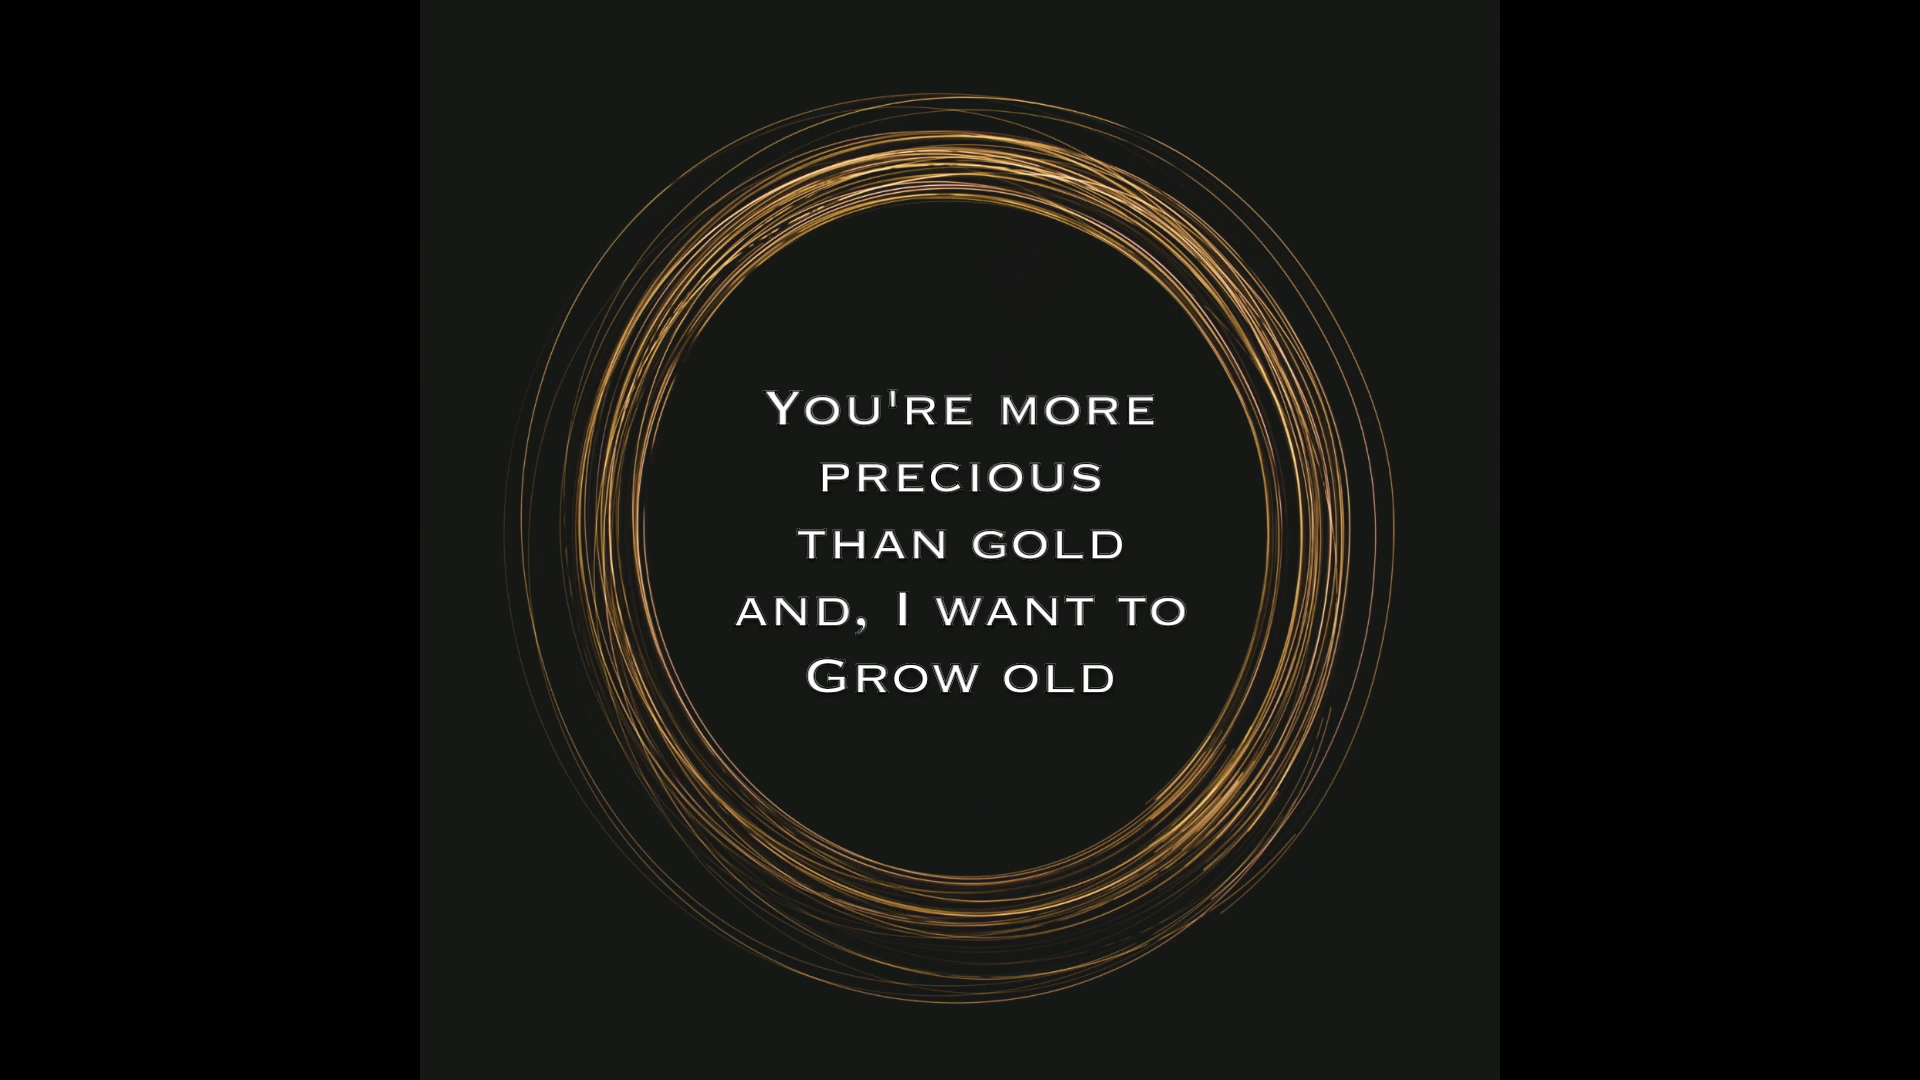 You're more
precious
than gold
and, I want to
Grow old